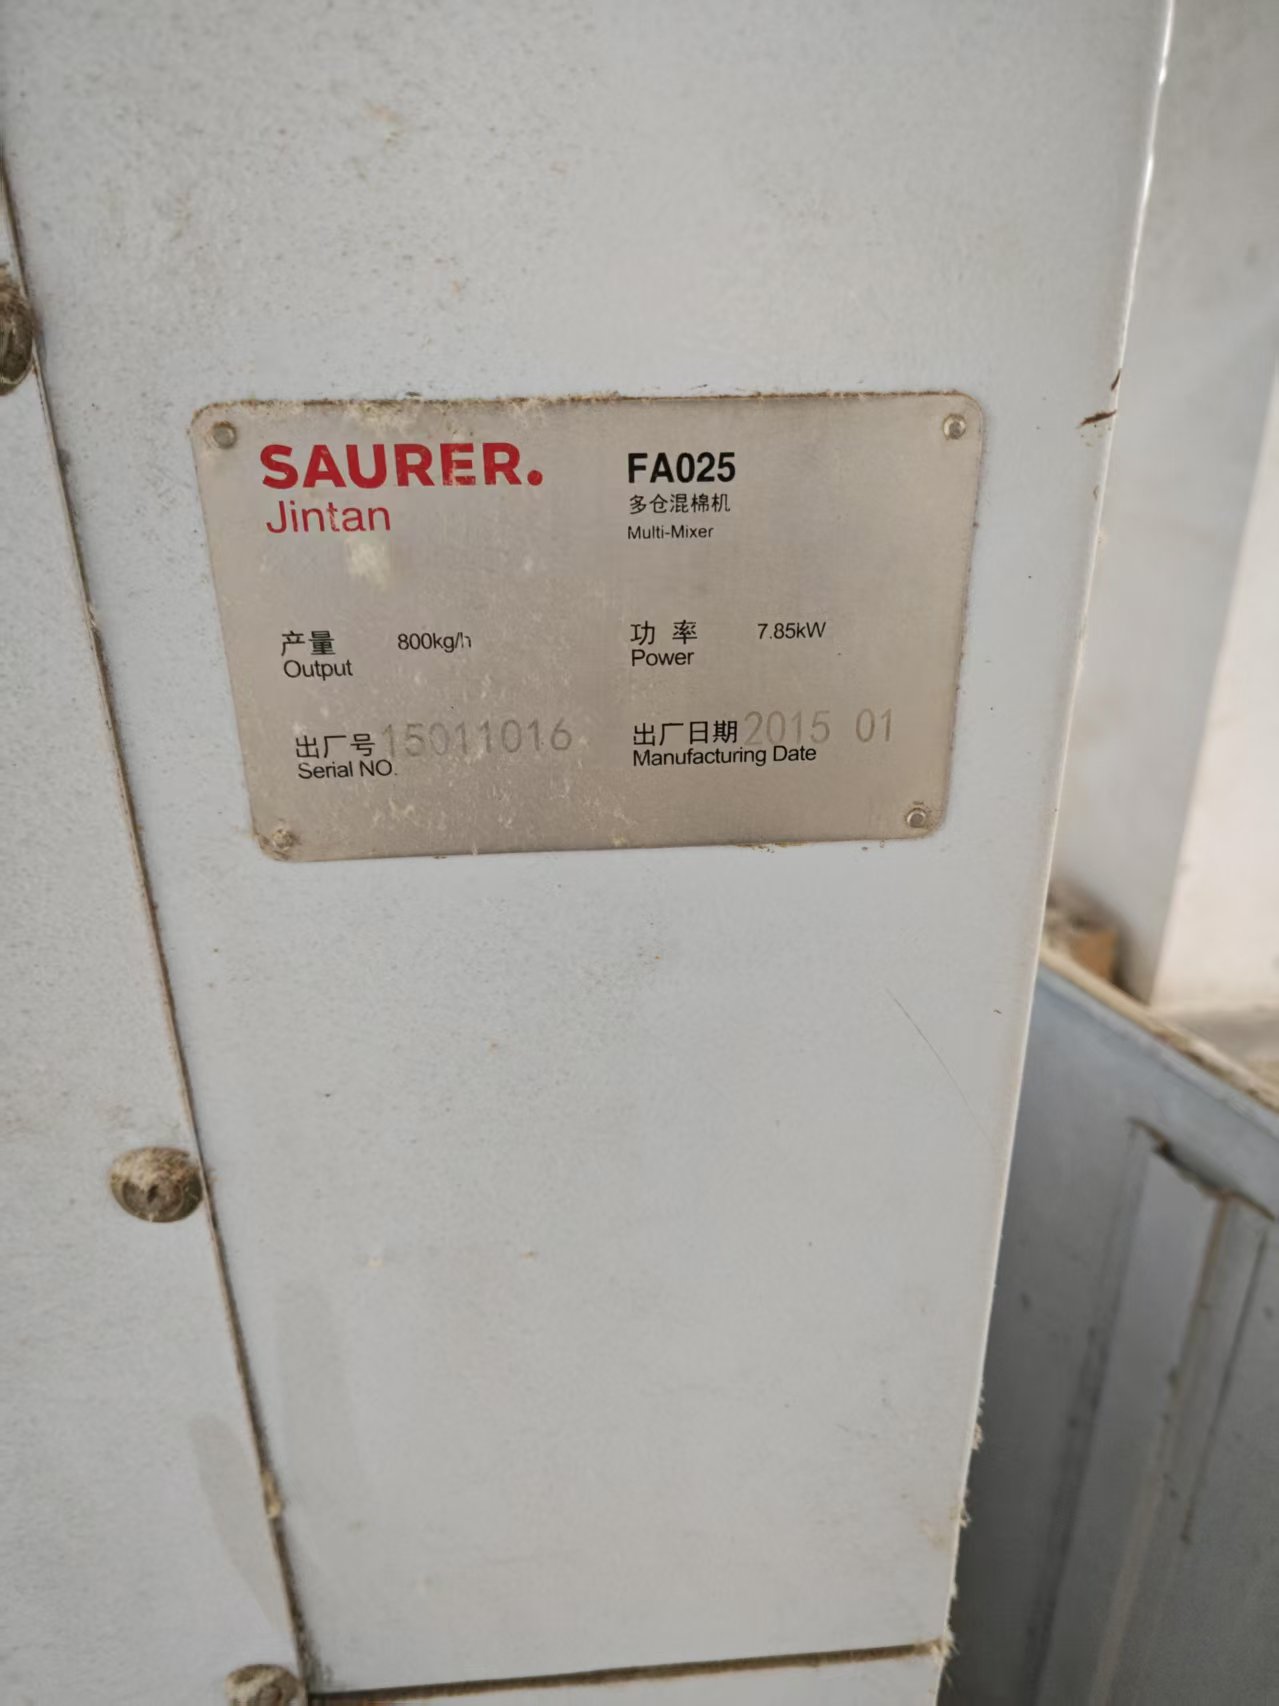 SAURER.
Jintan
FA025
多仓混棉机
Multi-Mixer
产量 800kg/h
Output
功 率 7.85kW
Power
出厂号 15011016
Serial NO.
出厂日期 2015 01
Manufacturing Date